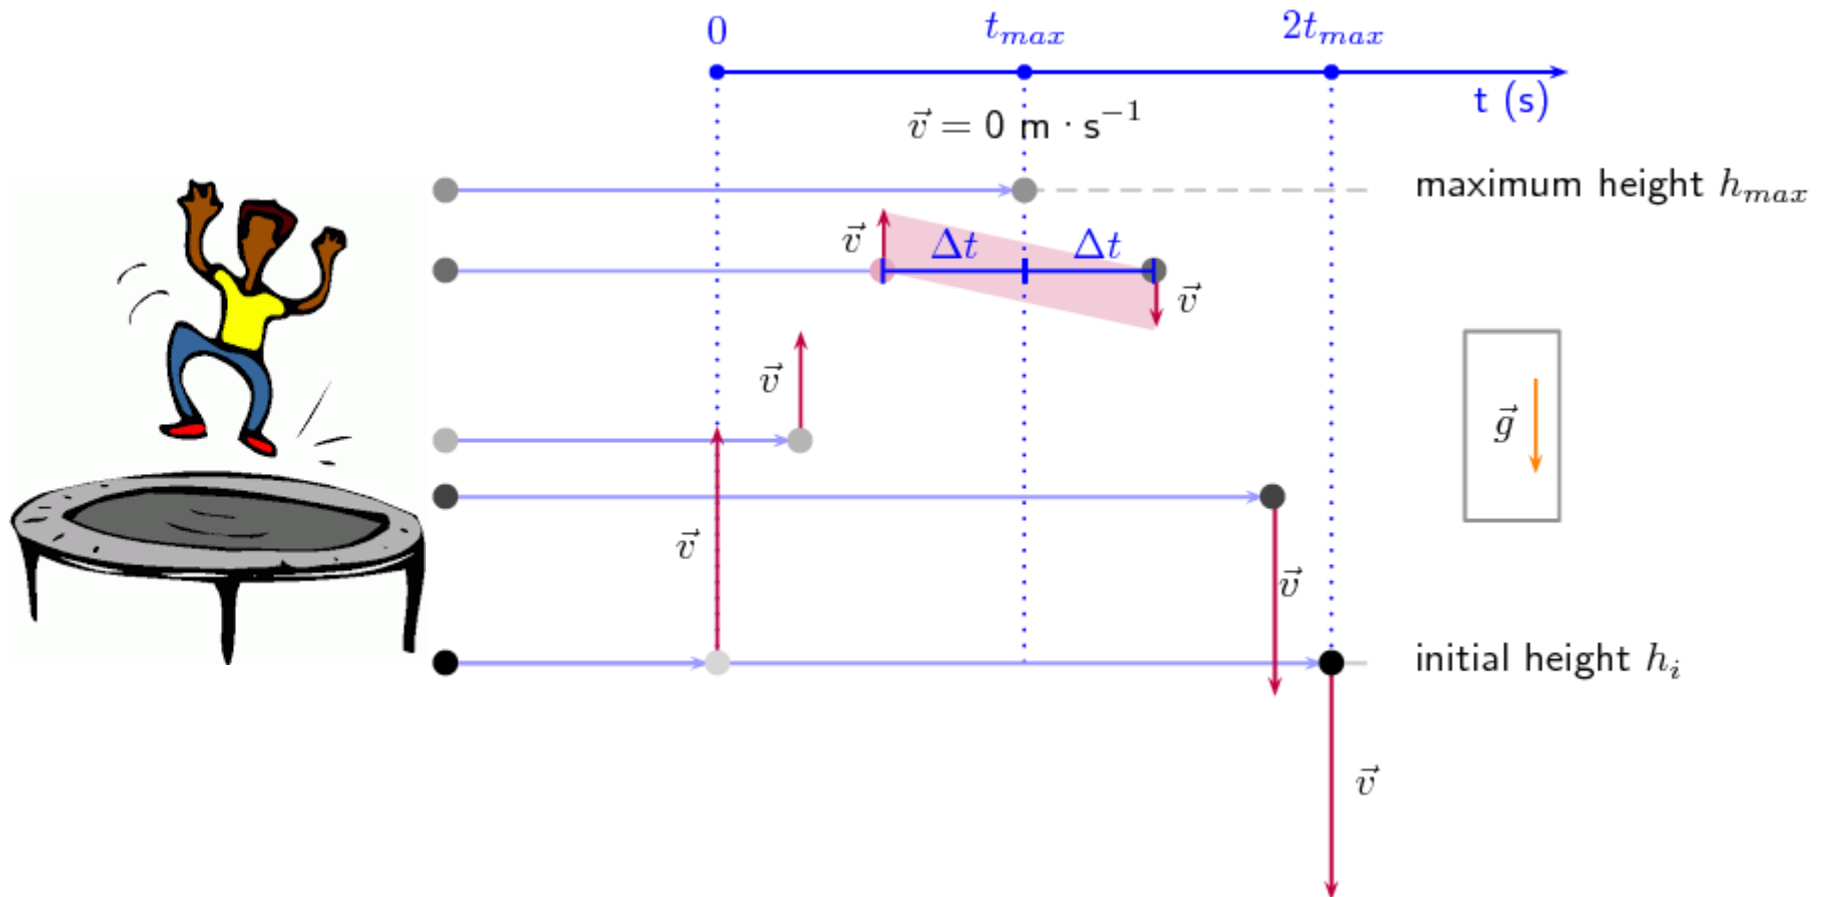 0 t_max 2t_max
t (s)
v⃗ = 0 m · s⁻¹
maximum height h_max
v⃗ Δt Δt
v⃗
v⃗
g⃗
v⃗
v⃗
initial height h_i
v⃗